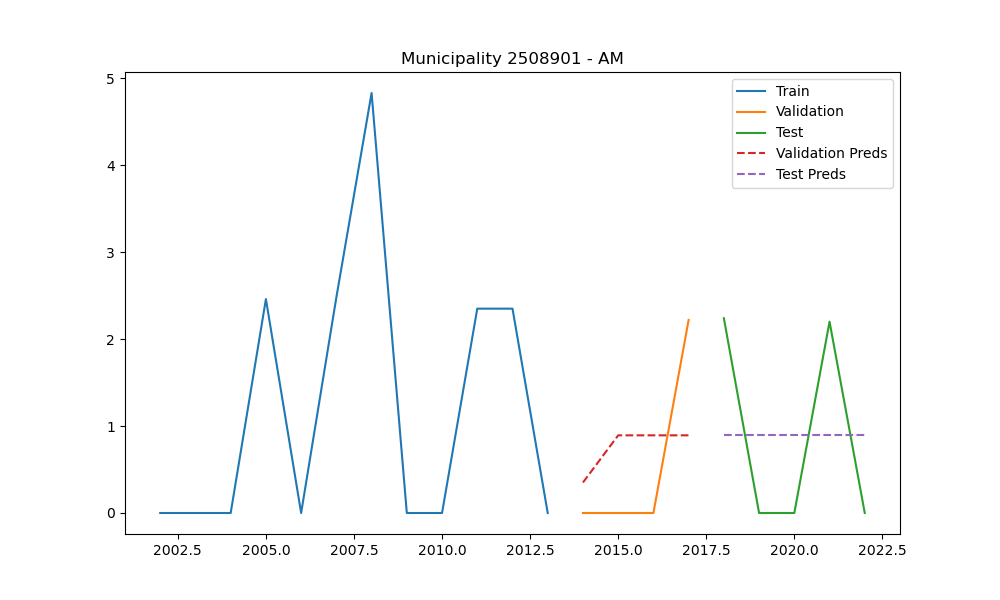 Municipality 2508901 - AM
5
4
3
2
1
0
Train
Validation
Test
Validation Preds
Test Preds
2002.5 2005.0 2007.5 2010.0 2012.5 2015.0 2017.5 2020.0 2022.5